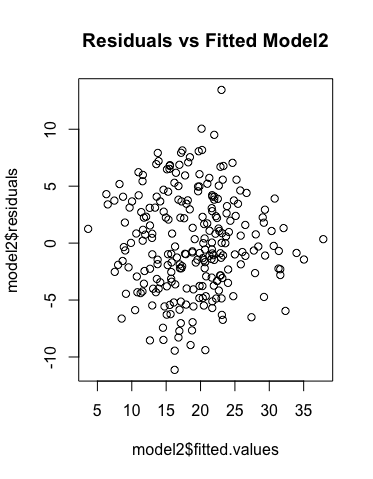 Residuals vs Fitted Model2
model2$residuals
10
5
0
-5
-10
5 10 15 20 25 30 35
model2$fitted.values